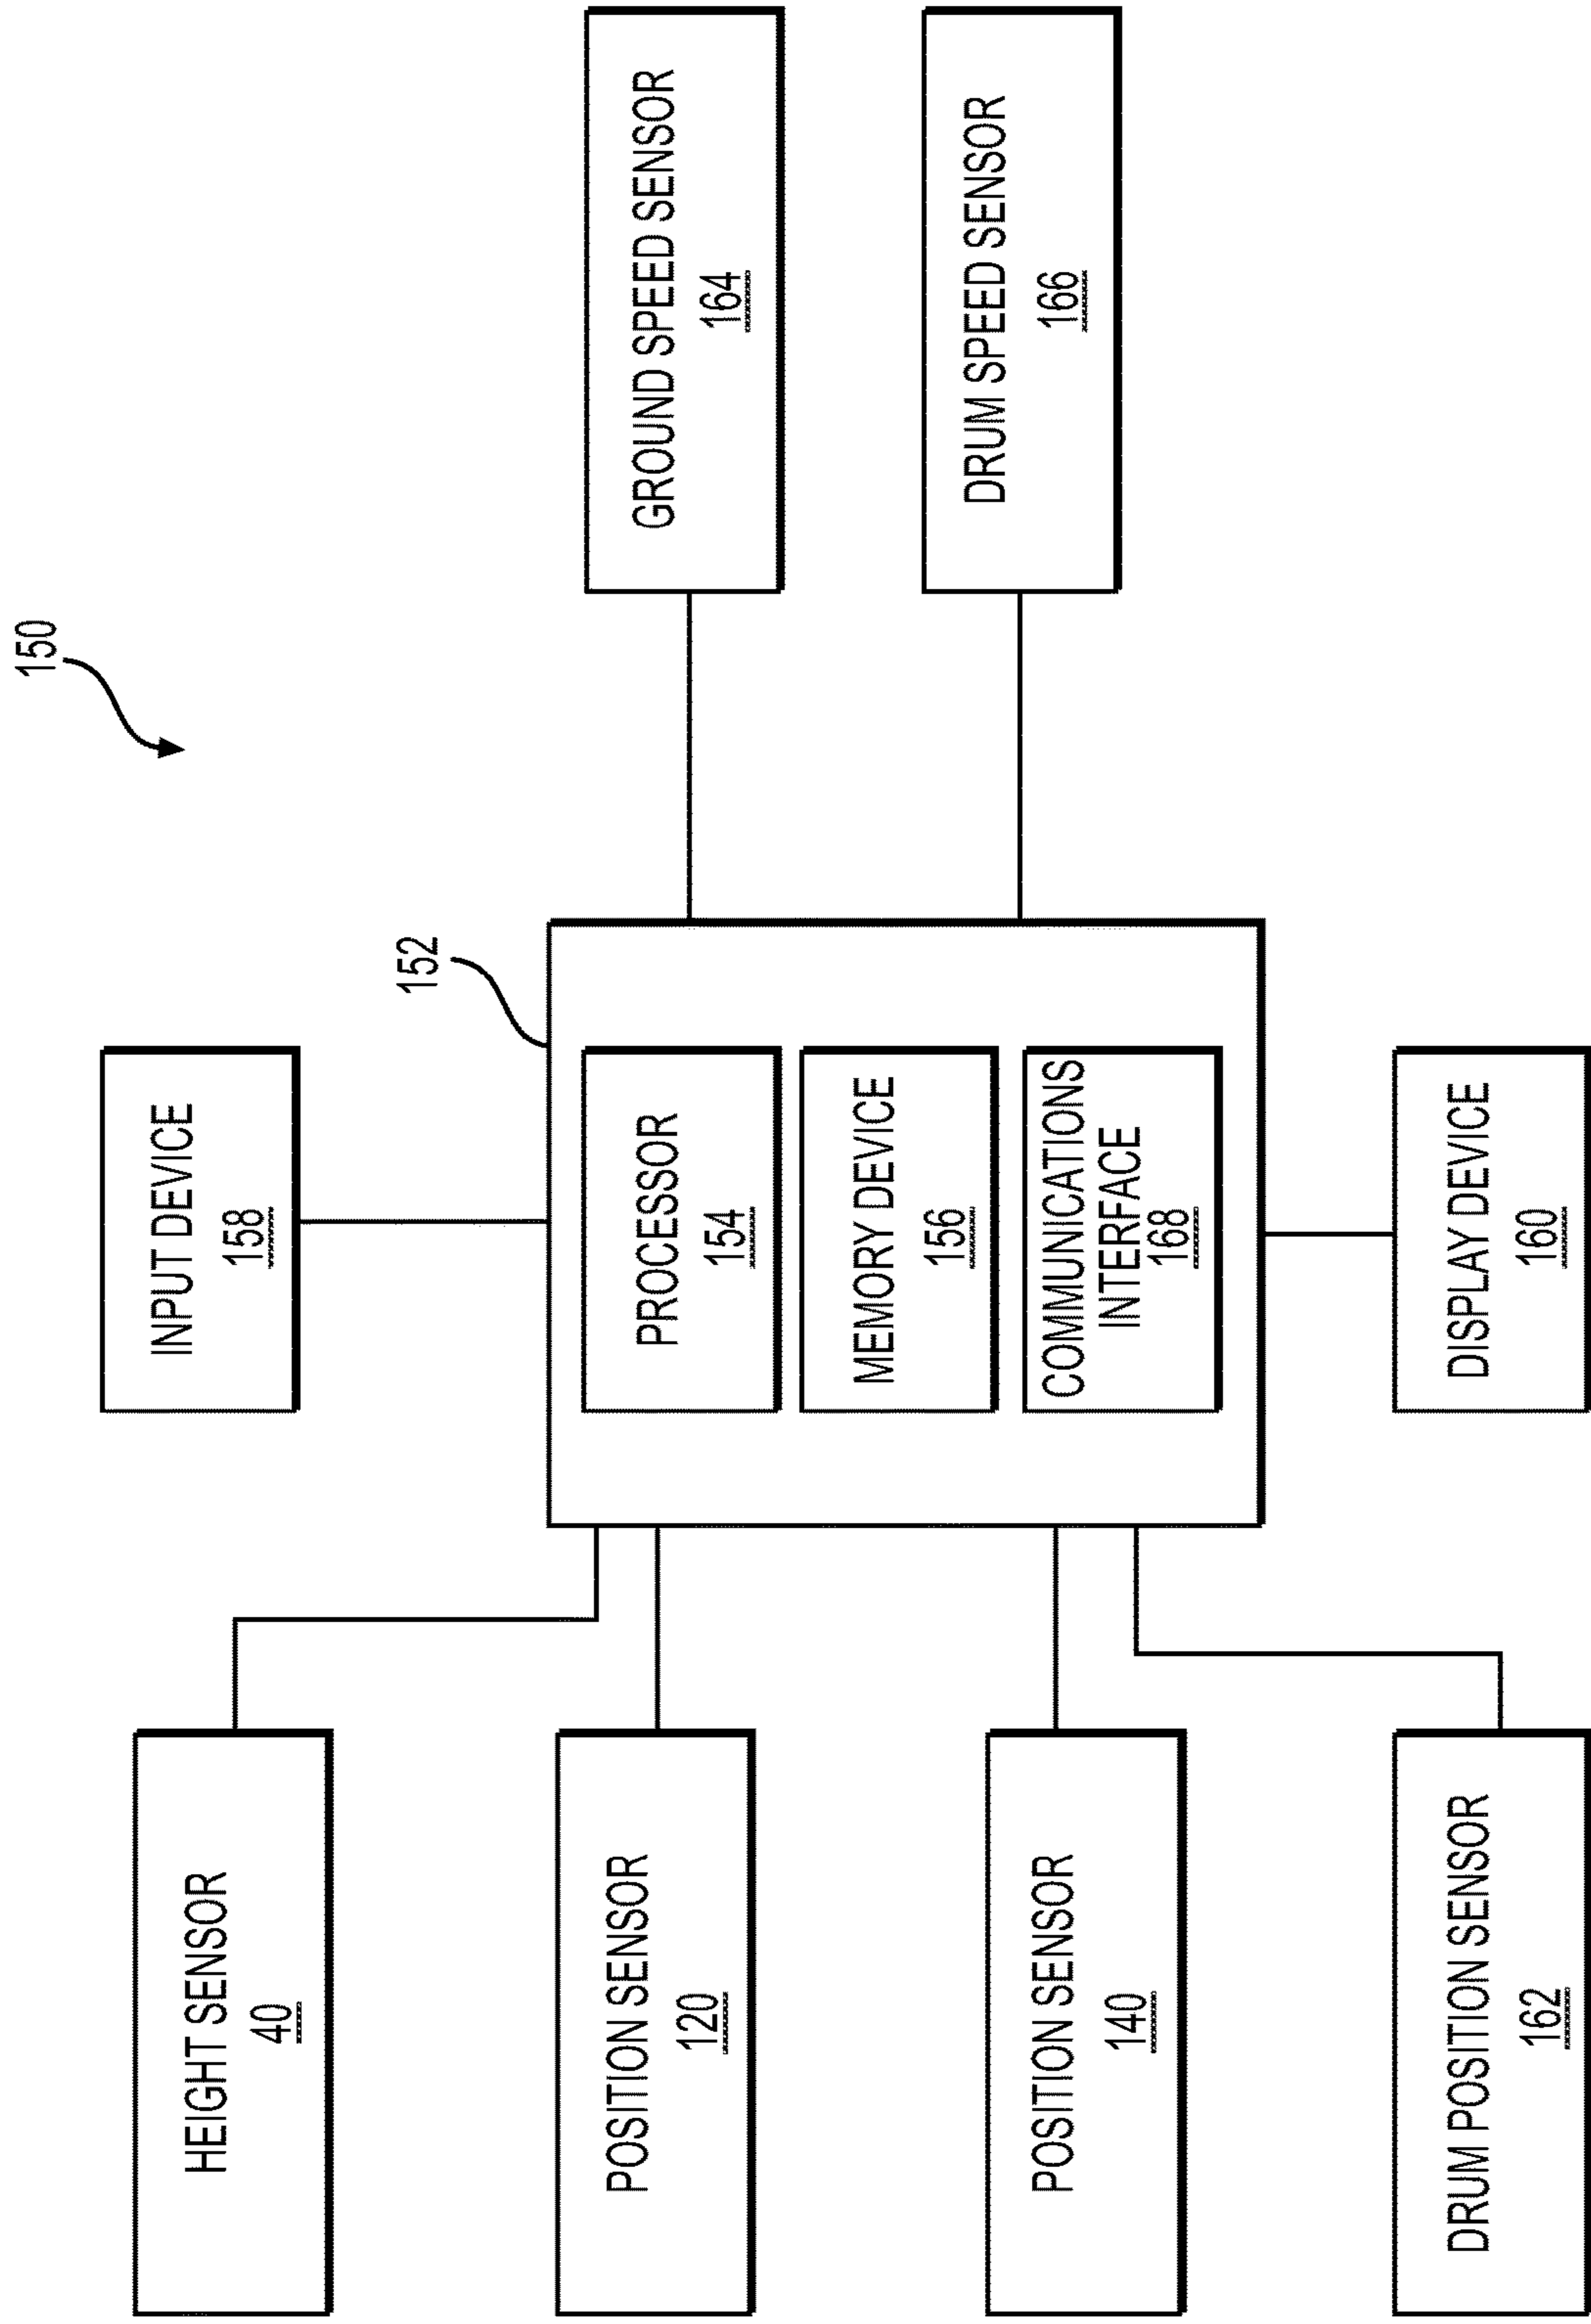 150
HEIGHT SENSOR
40
INPUT DEVICE
158
152
POSITION SENSOR
120
PROCESSOR
154
GROUND SPEED SENSOR
164
MEMORY DEVICE
156
DRUM SPEED SENSOR
166
POSITION SENSOR
140
COMMUNICATIONS
INTERFACE
168
DRUM POSITION SENSOR
162
DISPLAY DEVICE
160